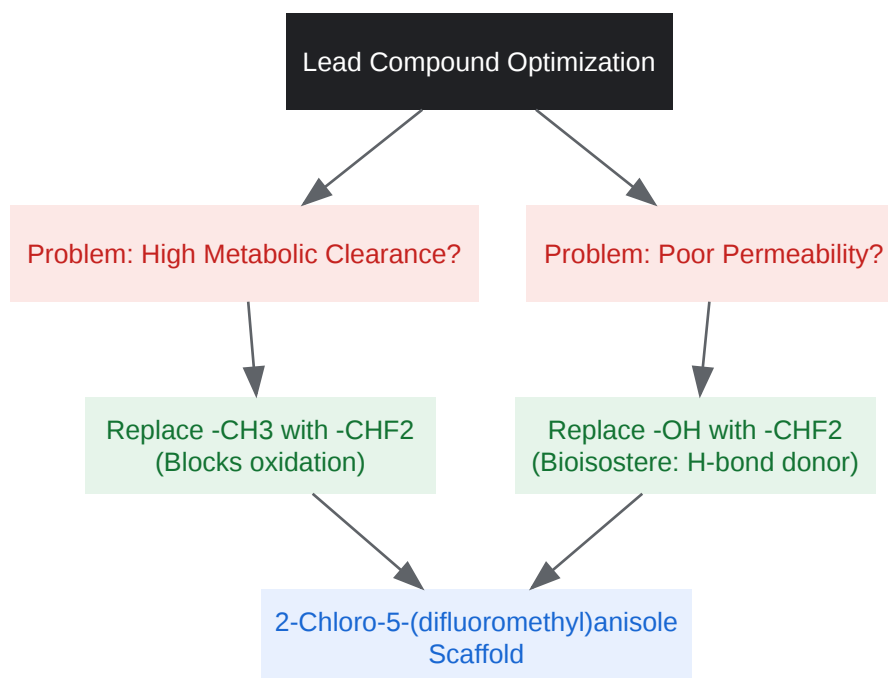 Lead Compound Optimization
Problem: High Metabolic Clearance?
Problem: Poor Permeability?
Replace -CH3 with -CHF2
(Blocks oxidation)
Replace -OH with -CHF2
(Bioisostere: H-bond donor)
2-Chloro-5-(difluoromethyl)anisole
Scaffold